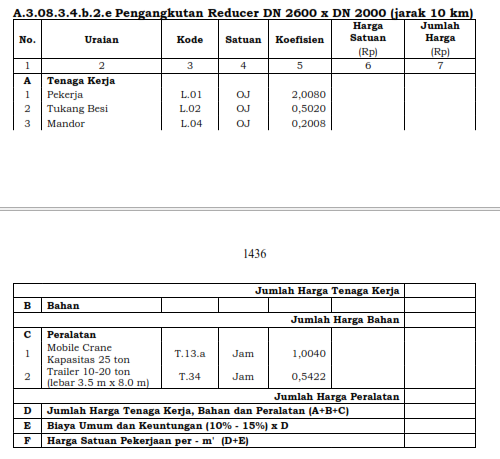 A.3.08.3.4.b.2.e Pengangkutan Reducer DN 2600 x DN 2000 (jarak 10 km)
No. Uraian Kode Satuan Koefisien Harga Satuan (Rp) Jumlah Harga (Rp)
1 2 3 4 5 6 7
A Tenaga Kerja
1 Pekerja L.01 OJ 2,0080
2 Tukang Besi L.02 OJ 0,5020
3 Mandor L.04 OJ 0,2008
1436
Jumlah Harga Tenaga Kerja
B Bahan
Jumlah Harga Bahan
C Peralatan
1 Mobile Crane Kapasitas 25 ton T.13.a Jam 1,0040
2 Trailer 10-20 ton (lebar 3.5 m x 8.0 m) T.34 Jam 0,5422
Jumlah Harga Peralatan
D Jumlah Harga Tenaga Kerja, Bahan dan Peralatan (A+B+C)
E Biaya Umum dan Keuntungan (10% - 15%) x D
F Harga Satuan Pekerjaan per - m' (D+E)